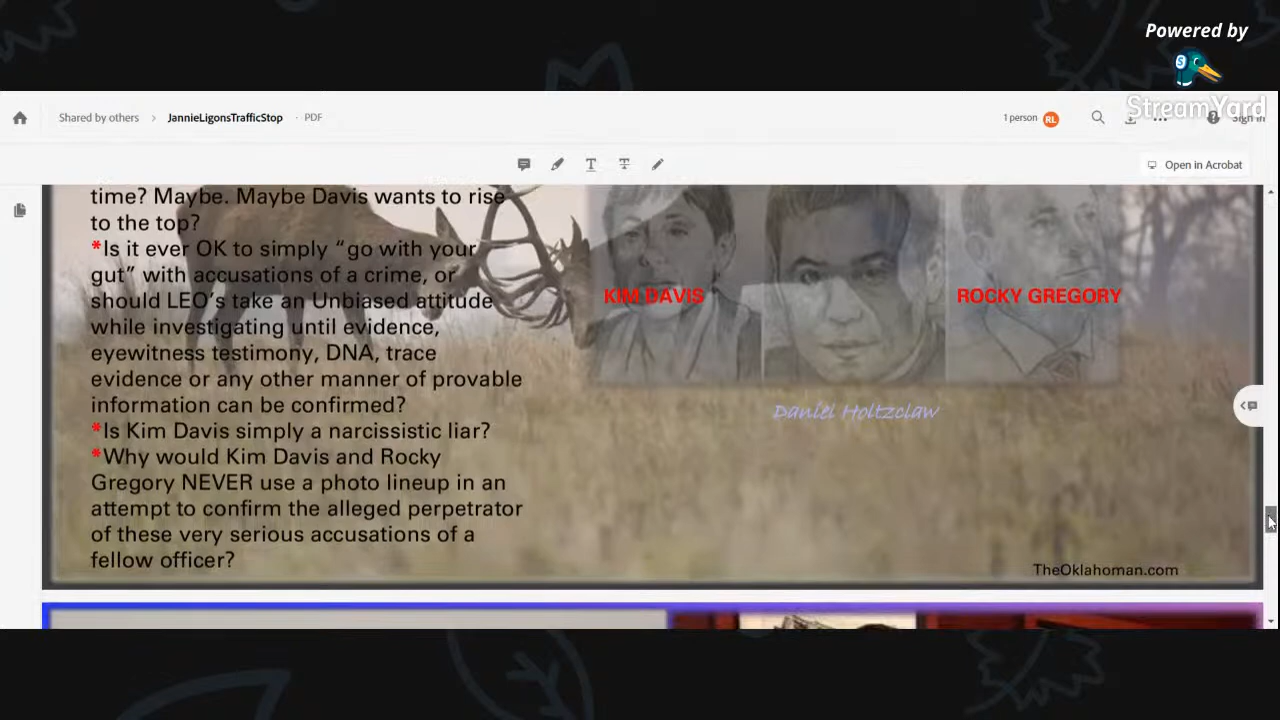 Powered by
StreamYard
Shared by others > JannieLigonsTrafficStop · PDF
1 person RL
Sign in
Open in Acrobat
time? Maybe. Maybe Davis wants to rise
to the top?
*Is it ever OK to simply “go with your
gut” with accusations of a crime, or
should LEO’s take an Unbiased attitude
while investigating until evidence,
eyewitness testimony, DNA, trace
evidence or any other manner of provable
information can be confirmed?
*Is Kim Davis simply a narcissistic liar?
*Why would Kim Davis and Rocky
Gregory NEVER use a photo lineup in an
attempt to confirm the alleged perpetrator
of these very serious accusations of a
fellow officer?
KIM DAVIS
ROCKY GREGORY
Daniel Holtzclaw
TheOklahoman.com